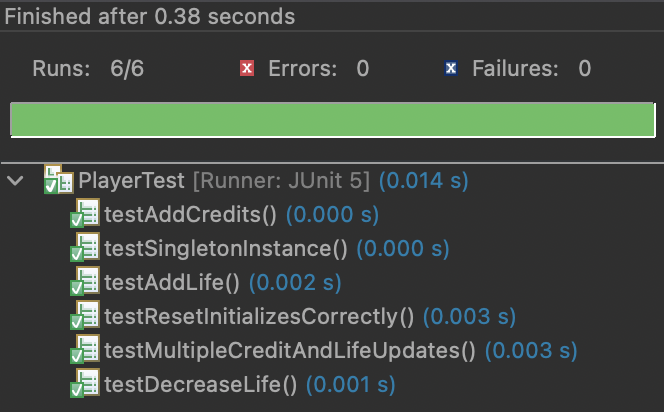 Finished after 0.38 seconds
Runs: 6/6 Errors: 0 Failures: 0
PlayerTest [Runner: JUnit 5] (0.014 s)
testAddCredits() (0.000 s)
testSingletonInstance() (0.000 s)
testAddLife() (0.002 s)
testResetInitializesCorrectly() (0.003 s)
testMultipleCreditAndLifeUpdates() (0.003 s)
testDecreaseLife() (0.001 s)